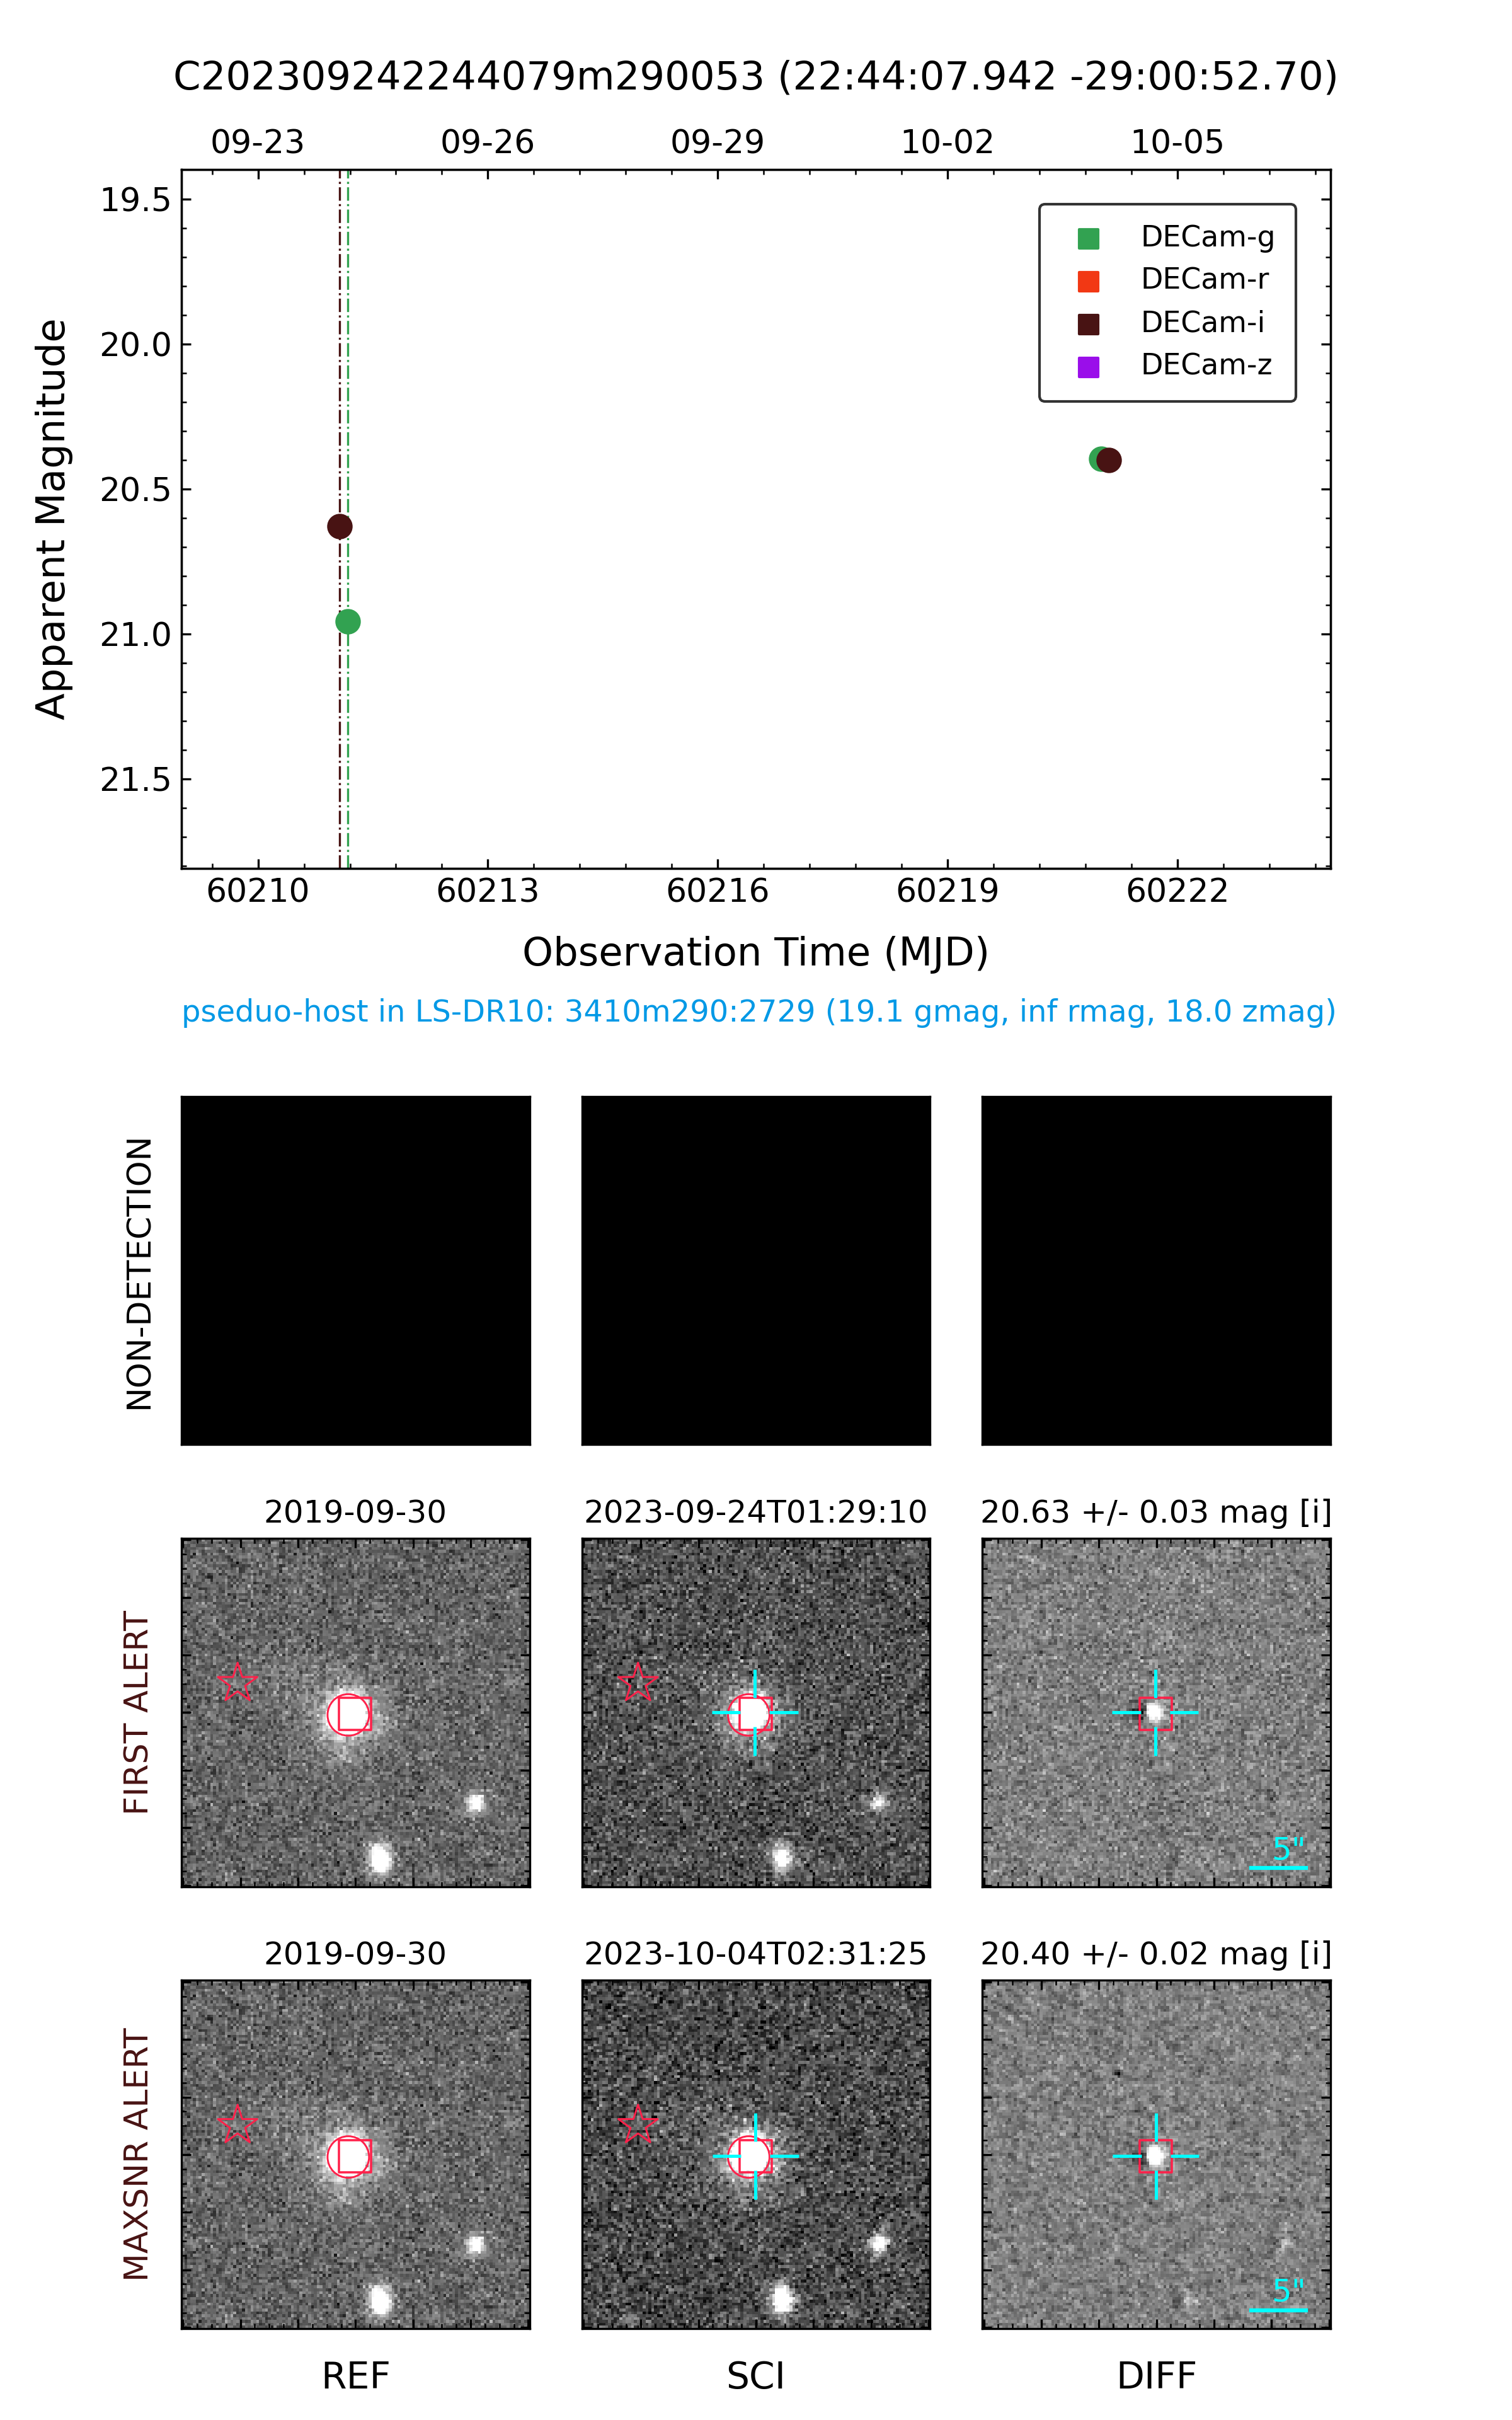 C202309242244079m290053 (22:44:07.942 -29:00:52.70)
09-23 09-26 09-29 10-02 10-05
19.5
20.0
20.5
21.0
21.5
Apparent Magnitude
DECam-g
DECam-r
DECam-i
DECam-z
60210 60213 60216 60219 60222
Observation Time (MJD)
pseduo-host in LS-DR10: 3410m290:2729 (19.1 gmag, inf rmag, 18.0 zmag)
NON-DETECTION
2019-09-30 2023-09-24T01:29:10 20.63 +/- 0.03 mag [i]
FIRST ALERT
5"
2019-09-30 2023-10-04T02:31:25 20.40 +/- 0.02 mag [i]
MAXSNR ALERT
5"
REF SCI DIFF